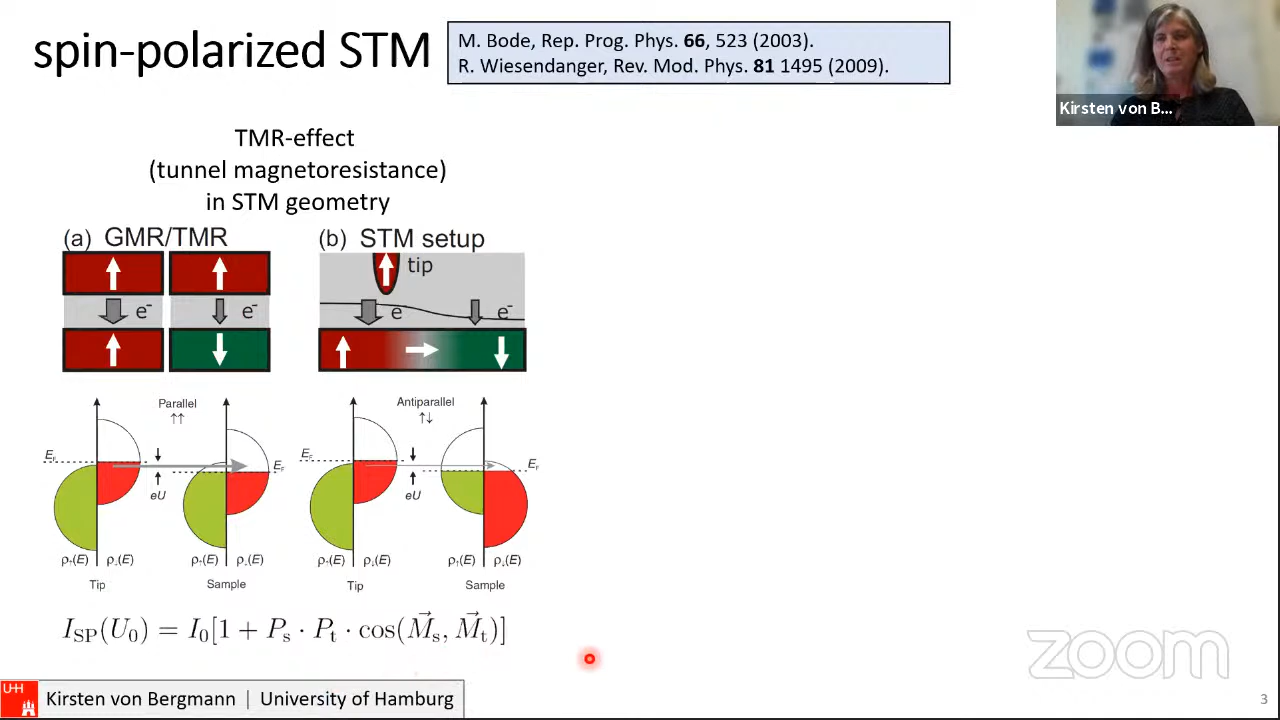 spin-polarized STM
M. Bode, Rep. Prog. Phys. 66, 523 (2003).
R. Wiesendanger, Rev. Mod. Phys. 81 1495 (2009).
Kirsten von B...
TMR-effect
(tunnel magnetoresistance)
in STM geometry
(a) GMR/TMR
(b) STM setup
tip
e⁻
e⁻
e
e⁻
Parallel
↑↑
Antiparallel
↑↓
E_F
E_F
E_F
E_F
eU
eU
ρ↑(E) ρ↓(E)
ρ↑(E) ρ↓(E)
ρ↑(E) ρ↓(E)
ρ↑(E) ρ↓(E)
Tip
Sample
Tip
Sample
I_SP(U_0) = I_0[1 + P_s · P_t · cos(M⃗_s, M⃗_t)]
zoom
UHH
Kirsten von Bergmann | University of Hamburg
3